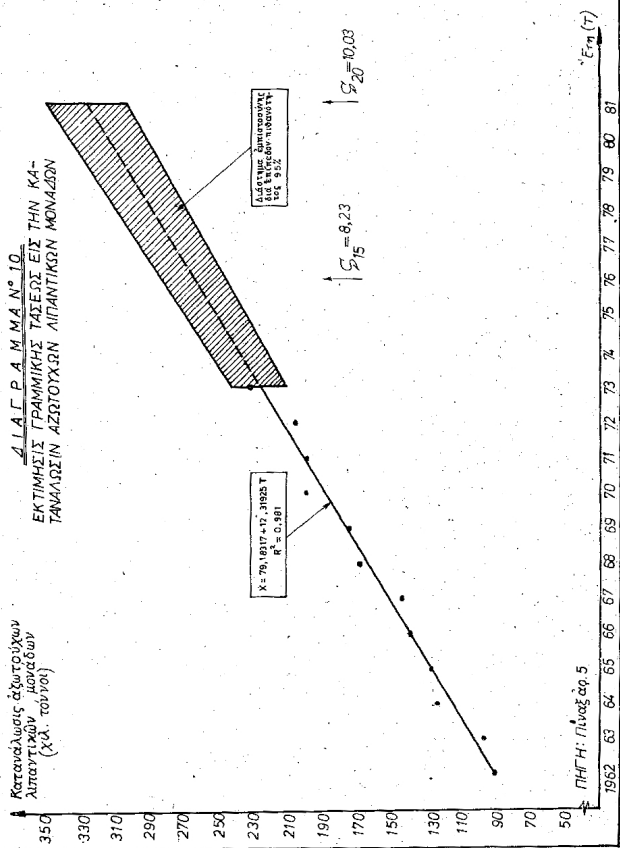 ΔΙΑΓΡΑΜΜΑ Νº 10
ΕΚΤΙΜΗΣΙΣ ΓΡΑΜΜΙΚΗΣ ΤΑΣΕΩΣ ΕΙΣ ΤΗΝ ΚΑ-
ΤΑΝΑΛΩΣΙΝ ΑΖΩΤΟΥΧΩΝ ΛΙΠΑΝΤΙΚΩΝ ΜΟΝΑΔΩΝ
Κατανάλωσις ἀζωτούχων
λιπαντικῶν μονάδων
(χιλ. τόννοι)
350
330
310
290
270
250
230
210
190
170
150
130
110
90
70
50
Χ = 79,18317 + 12,31925 Τ
R² = 0,981
Διάστημα ἐμπιστοσύνης
διά ἐπίπεδον πιθανότη-
τος 95%
S₁₅ = 8,23
S₂₀ = 10,03
ΠΗΓΗ: Πίναξ ἀρ. 5
1962 63 64 65 66 67 68 69 70 71 72 73 74 75 76 77 78 79 80 81
Ἔτη (Τ)